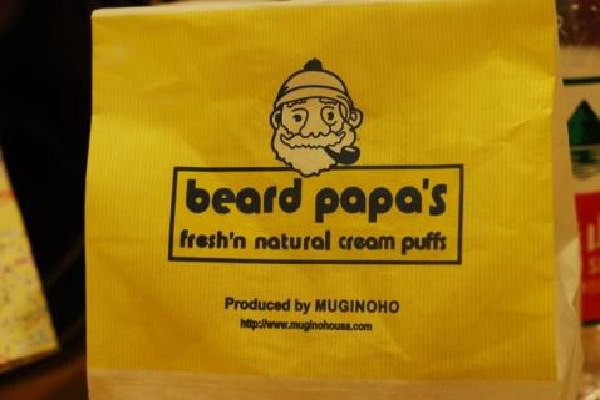 beard papa's
fresh'n natural cream puffs
Produced by MUGINOHO
http://www.muginohousa.com